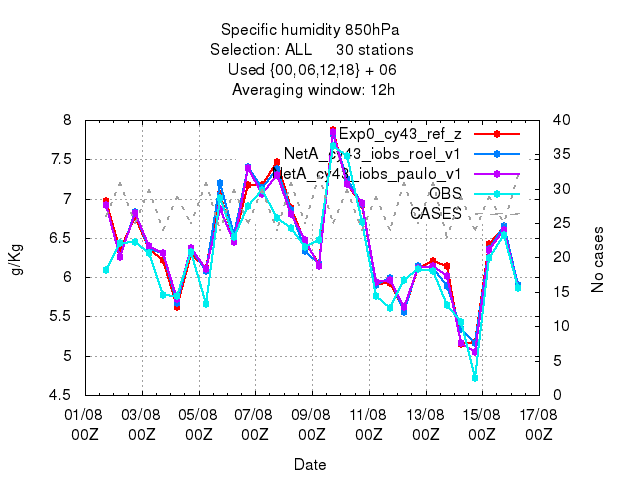 Specific humidity 850hPa
Selection: ALL 30 stations
Used {00,06,12,18} + 06
Averaging window: 12h
Exp0_cy43_ref_z
NetA_cy43_iobs_roel_v1
NetA_cy43_iobs_paulo_v1
OBS
CASES
g/Kg
8
7.5
7
6.5
6
5.5
5
4.5
No cases
40
35
30
25
20
15
10
5
0
01/08 03/08 05/08 07/08 09/08 11/08 13/08 15/08 17/08
00Z 00Z 00Z 00Z 00Z 00Z 00Z 00Z 00Z
Date